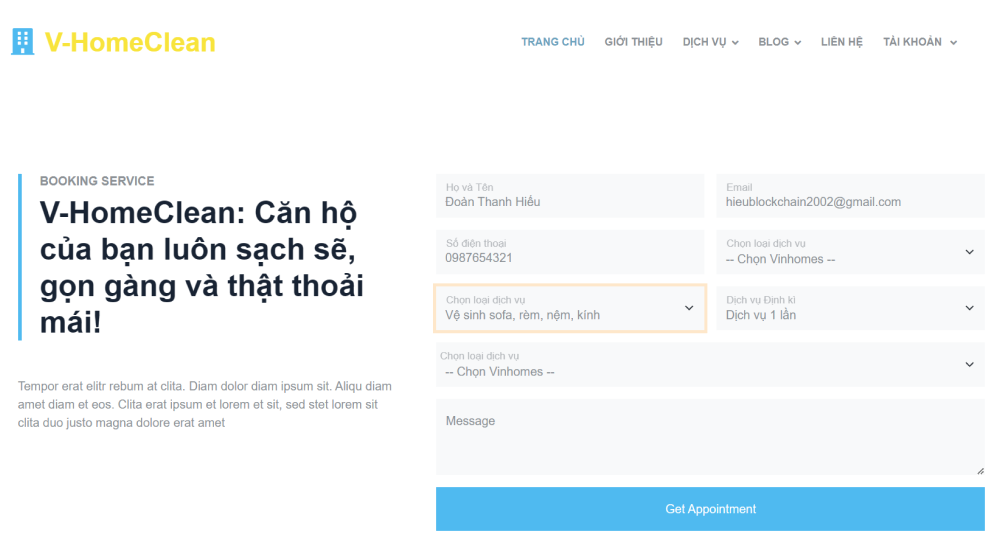 V-HomeClean
TRANG CHỦ GIỚI THIỆU DỊCH VỤ BLOG LIÊN HỆ TÀI KHOẢN
BOOKING SERVICE
V-HomeClean: Căn hộ
của bạn luôn sạch sẽ,
gọn gàng và thật thoải
mái!
Tempor erat elitr rebum at clita. Diam dolor diam ipsum sit. Aliqu diam
amet diam et eos. Clita erat ipsum et lorem et sit, sed stet lorem sit
clita duo justo magna dolore erat amet
Họ và Tên
Đoàn Thanh Hiếu
Email
hieublockchain2002@gmail.com
Số điện thoại
0987654321
Chọn loại dịch vụ
-- Chọn Vinhomes --
Chọn loại dịch vụ
Vệ sinh sofa, rèm, nệm, kính
Dịch vụ Định kì
Dịch vụ 1 lần
Chọn loại dịch vụ
-- Chọn Vinhomes --
Message
Get Appointment